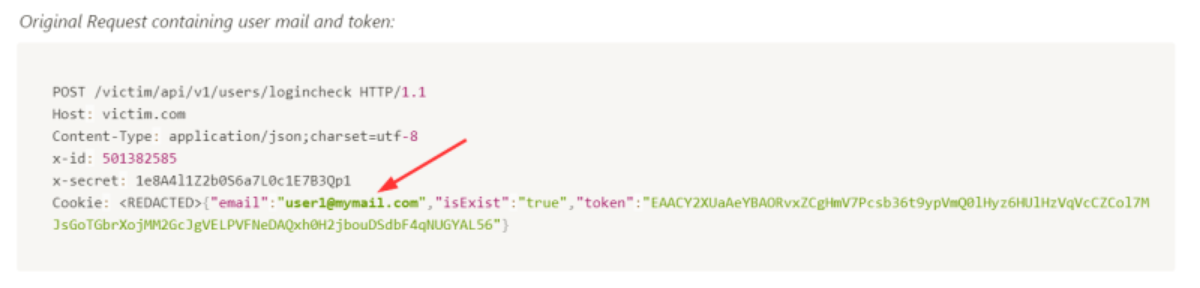 Original Request containing user mail and token:
POST /victim/api/v1/users/logincheck HTTP/1.1
Host: victim.com
Content-Type: application/json;charset=utf-8
x-id: 501382585
x-secret: 1e8A4l1Z2b0S6a7L0c1E7B3Qp1
Cookie: <REDACTED>{"email":"user1@mymail.com","isExist":"true","token":"EAACY2XUaAeYBAORvxZCgHmV7Pcsb36t9ypVmQ0lHyz6HUlHzVqVcCZCol7M
JsGoTGbrXojMM2GcJgVELPVFNeDAQxh0H2jbouDSdbF4qNUGYAL56"}